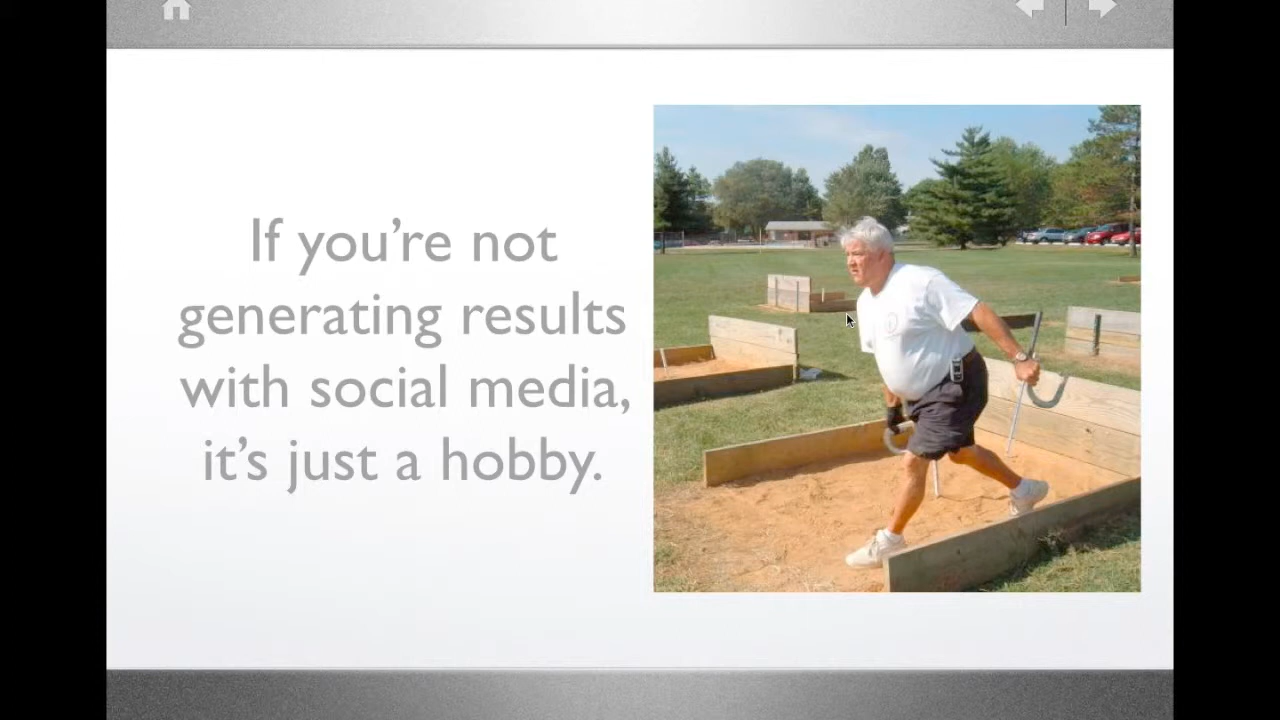 If you’re not
generating results
with social media,
it’s just a hobby.